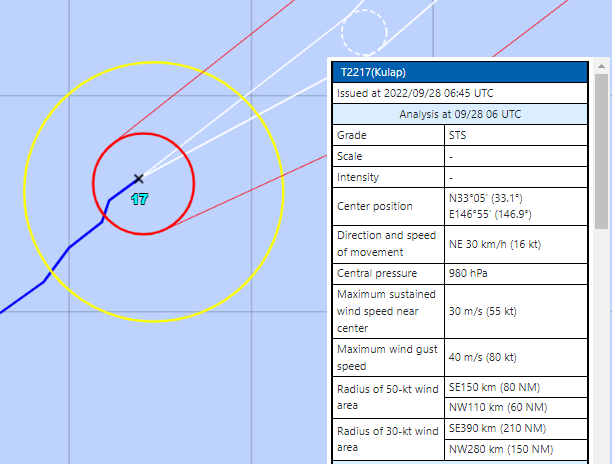 T2217(Kulap)
Issued at 2022/09/28 06:45 UTC
Analysis at 09/28 06 UTC
Grade STS
Scale -
Intensity -
Center position N33°05′ (33.1°)
E146°55′ (146.9°)
Direction and speed
of movement NE 30 km/h (16 kt)
Central pressure 980 hPa
Maximum sustained
wind speed near
center 30 m/s (55 kt)
Maximum wind gust
speed 40 m/s (80 kt)
Radius of 50-kt wind
area SE150 km (80 NM)
NW110 km (60 NM)
Radius of 30-kt wind
area SE390 km (210 NM)
NW280 km (150 NM)
17